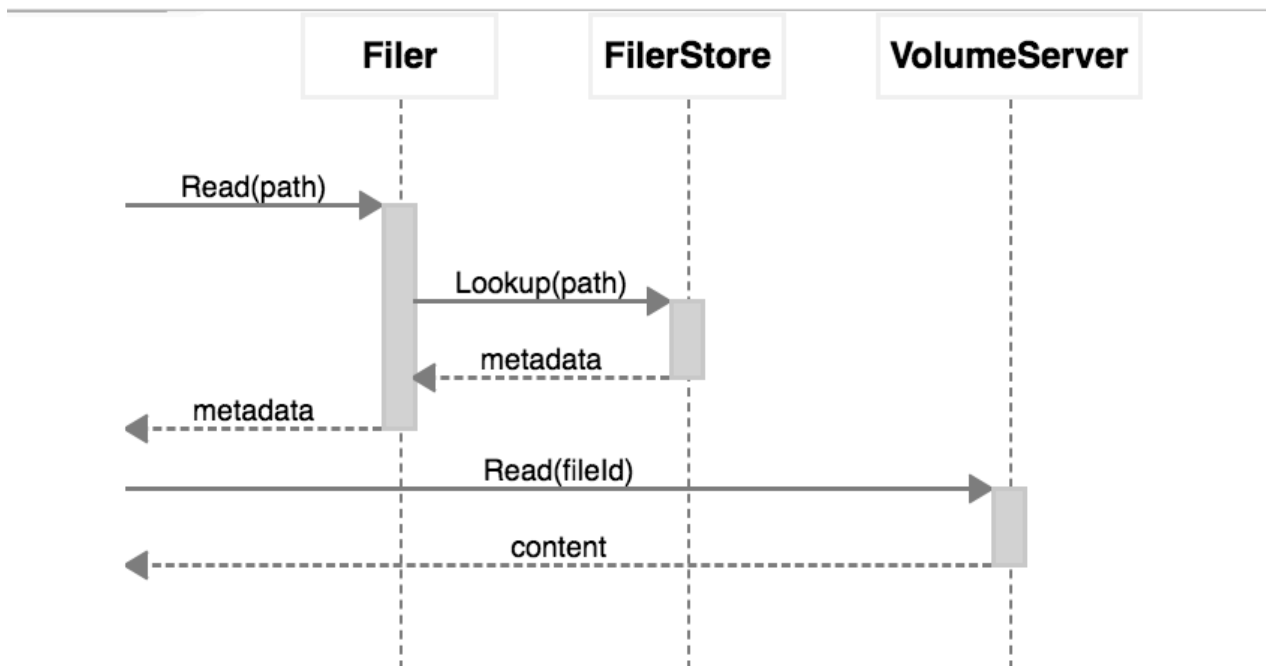 Filer
FilerStore
VolumeServer
Read(path)
Lookup(path)
metadata
metadata
Read(fileId)
content